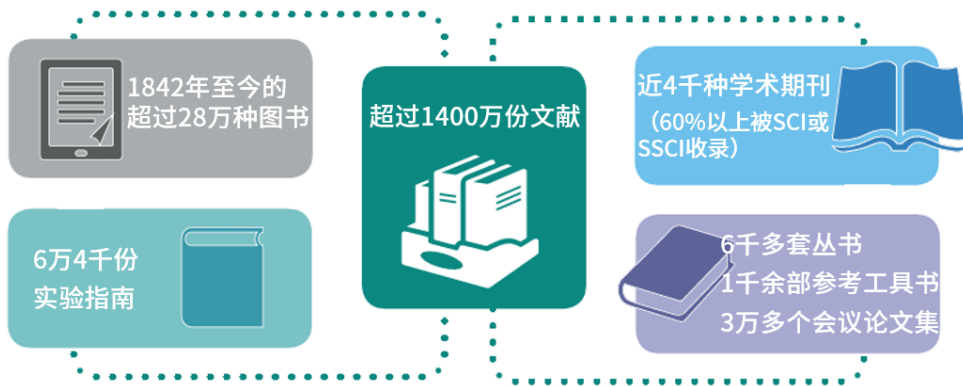 1842年至今的
超过28万种图书
6万4千份
实验指南
超过1400万份文献
近4千种学术期刊
（60%以上被SCI或
SSCI收录）
6千多套丛书
1千余部参考工具书
3万多个会议论文集